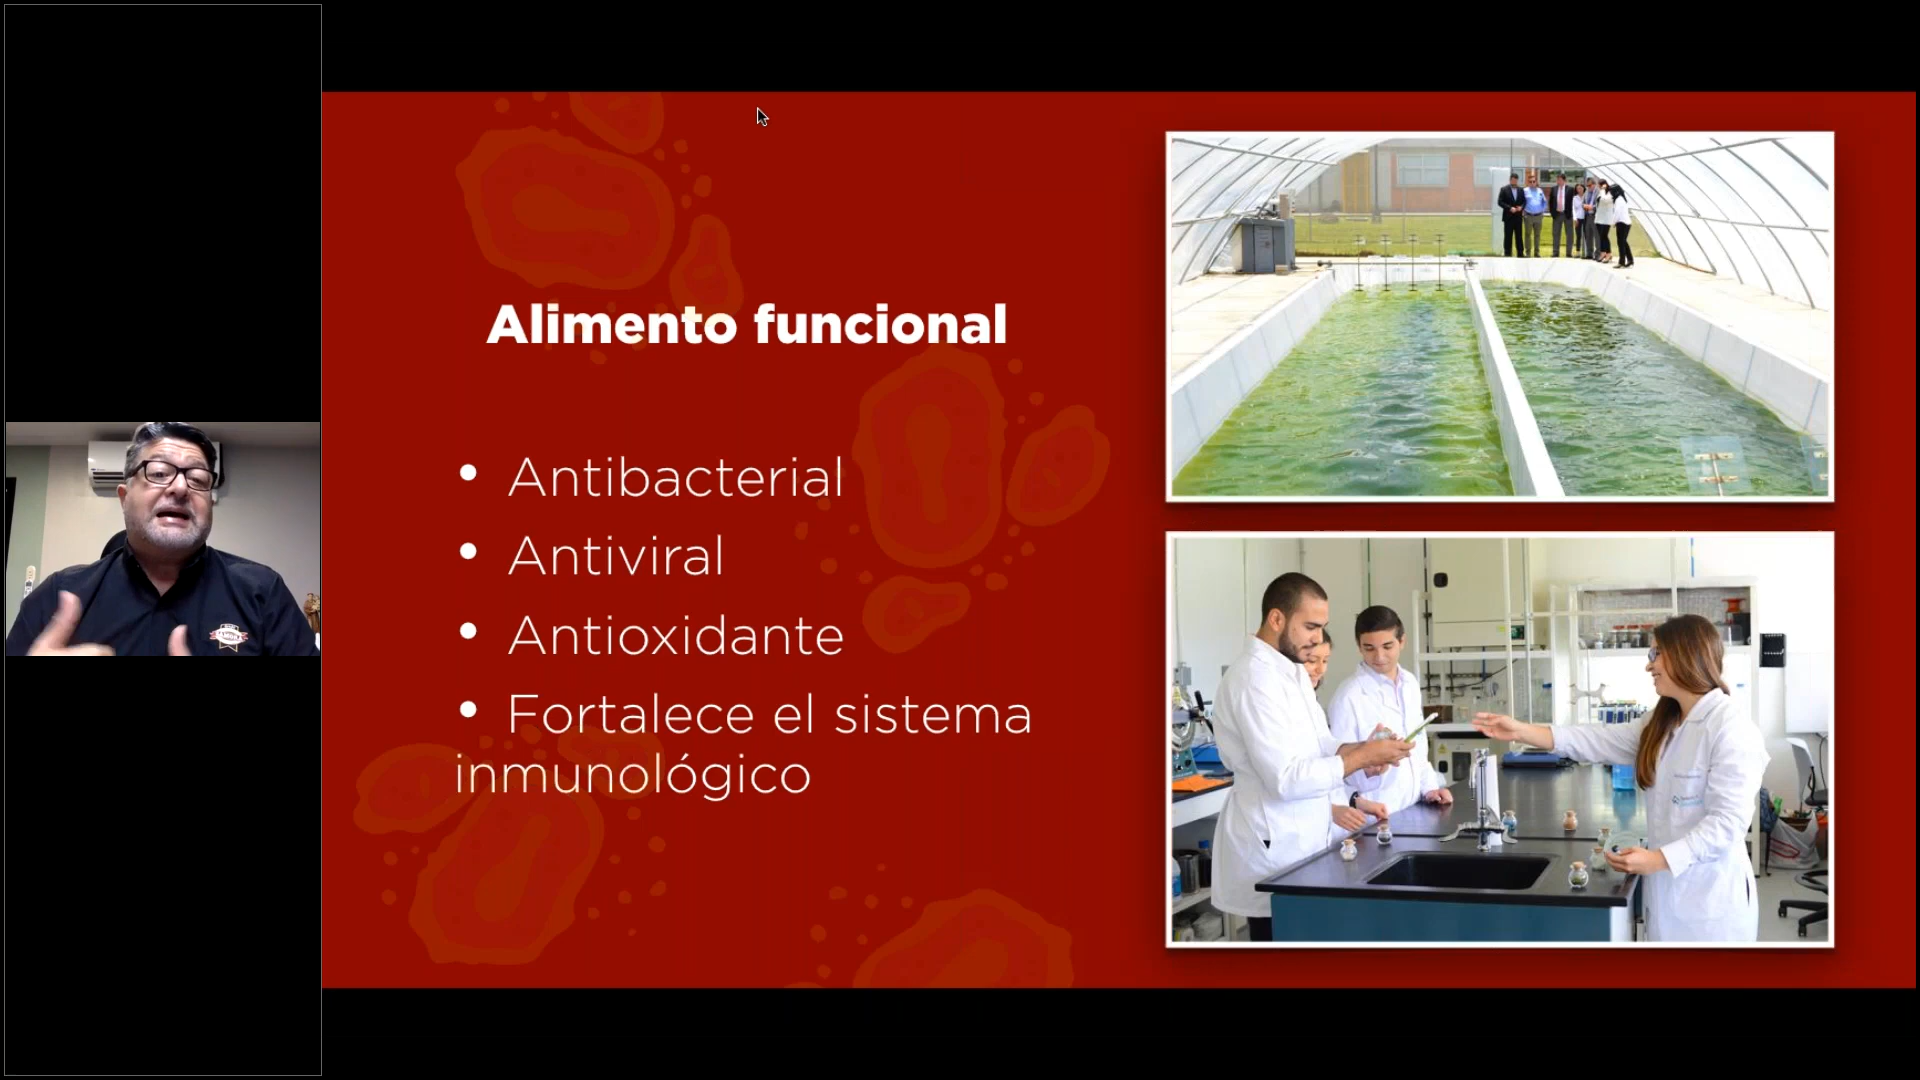 Alimento funcional
• Antibacterial
• Antiviral
• Antioxidante
• Fortalece el sistema
inmunológico